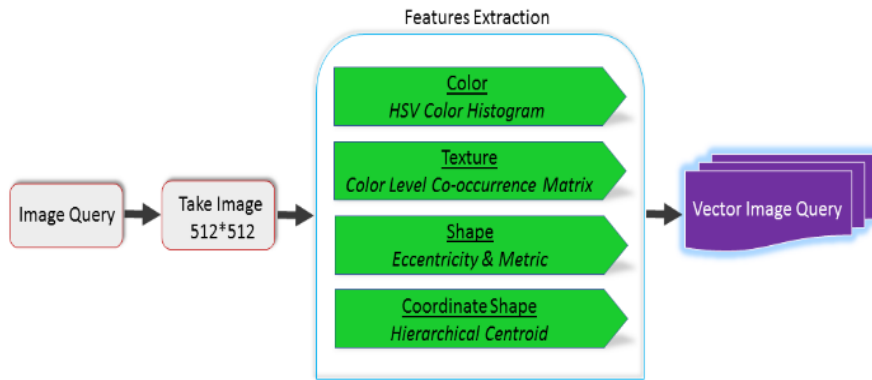 Features Extraction
Color
HSV Color Histogram
Texture
Color Level Co-occurrence Matrix
Shape
Eccentricity & Metric
Coordinate Shape
Hierarchical Centroid
Image Query
Take Image
512*512
Vector Image Query